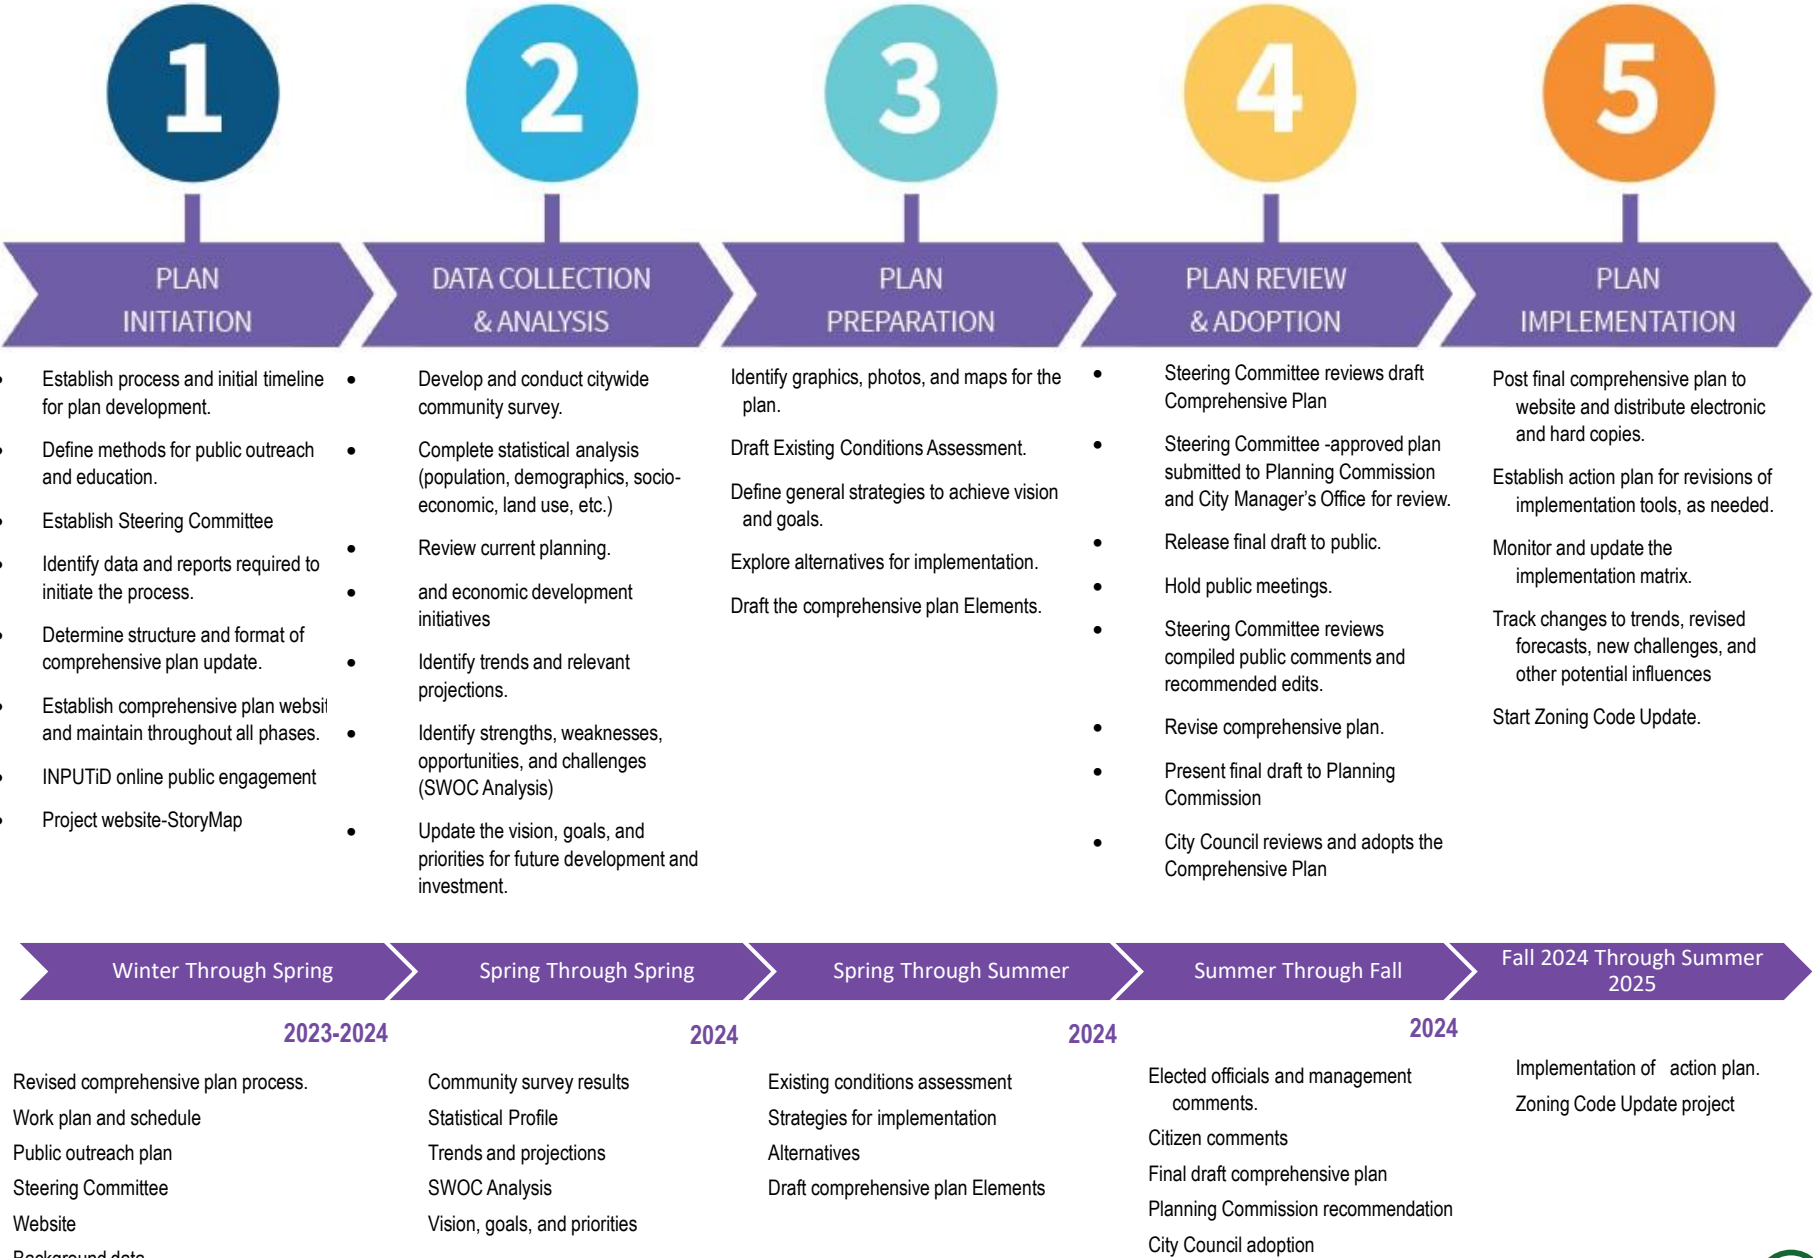 1
2
3
4
5
PLAN
INITIATION
DATA COLLECTION
& ANALYSIS
PLAN
PREPARATION
PLAN REVIEW
& ADOPTION
PLAN
IMPLEMENTATION
• Establish process and initial timeline
for plan development.
• Define methods for public outreach
and education.
• Establish Steering Committee
• Identify data and reports required to
initiate the process.
• Determine structure and format of
comprehensive plan update.
• Establish comprehensive plan websit
and maintain throughout all phases.
• INPUTiD online public engagement
• Project website-StoryMap
• Develop and conduct citywide
community survey.
• Complete statistical analysis
(population, demographics, socio-
economic, land use, etc.)
• Review current planning.
• and economic development
initiatives
• Identify trends and relevant
projections.
• Identify strengths, weaknesses,
opportunities, and challenges
(SWOC Analysis)
• Update the vision, goals, and
priorities for future development and
investment.
Identify graphics, photos, and maps for the
plan.
Draft Existing Conditions Assessment.
Define general strategies to achieve vision
and goals.
Explore alternatives for implementation.
Draft the comprehensive plan Elements.
• Steering Committee reviews draft
Comprehensive Plan
• Steering Committee -approved plan
submitted to Planning Commission
and City Manager's Office for review.
• Release final draft to public.
• Hold public meetings.
• Steering Committee reviews
compiled public comments and
recommended edits.
• Revise comprehensive plan.
• Present final draft to Planning
Commission
• City Council reviews and adopts the
Comprehensive Plan
Post final comprehensive plan to
website and distribute electronic
and hard copies.
Establish action plan for revisions of
implementation tools, as needed.
Monitor and update the
implementation matrix.
Track changes to trends, revised
forecasts, new challenges, and
other potential influences
Start Zoning Code Update.
Winter Through Spring
Spring Through Spring
Spring Through Summer
Summer Through Fall
Fall 2024 Through Summer
2025
2023-2024
2024
2024
2024
Revised comprehensive plan process.
Work plan and schedule
Public outreach plan
Steering Committee
Website
Background data
Community survey results
Statistical Profile
Trends and projections
SWOC Analysis
Vision, goals, and priorities
Existing conditions assessment
Strategies for implementation
Alternatives
Draft comprehensive plan Elements
Elected officials and management
comments.
Citizen comments
Final draft comprehensive plan
Planning Commission recommendation
City Council adoption
Implementation of action plan.
Zoning Code Update project